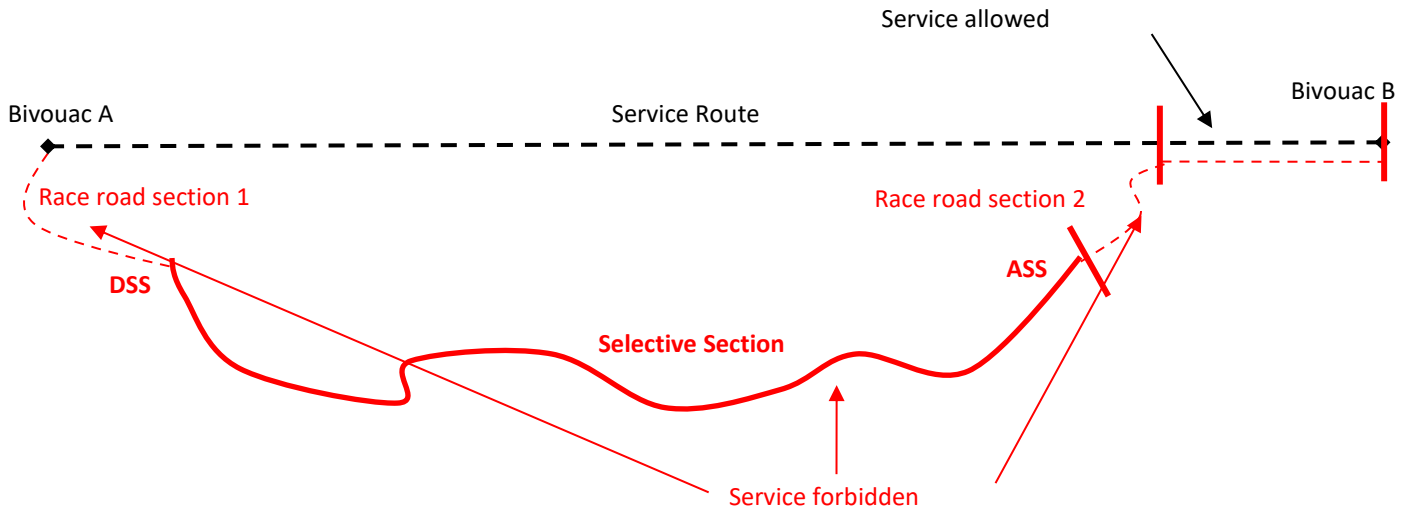 Service allowed
Bivouac A
Service Route
Bivouac B
Race road section 1
Race road section 2
DSS
ASS
Selective Section
Service forbidden